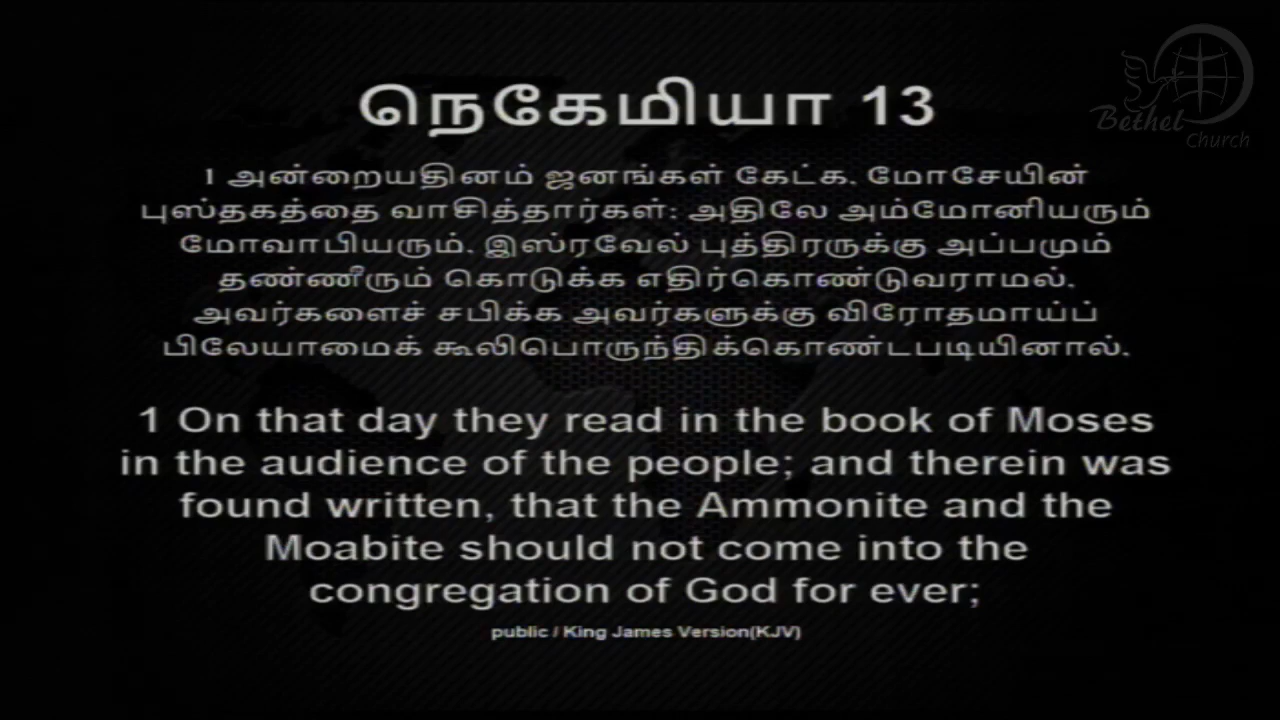 நெகேமியா 13
Bethel
Church
1 அன்றையதினம் ஜனங்கள் கேட்க, மோசேயின்
புஸ்தகத்தை வாசித்தார்கள்; அதிலே அம்மோனியரும்
மோவாபியரும், இஸ்ரவேல் புத்திரருக்கு அப்பமும்
தண்ணீரும் கொடுக்க எதிர்கொண்டுவராமல்,
அவர்களைச் சபிக்க அவர்களுக்கு விரோதமாய்ப்
பிலேயாமைக் கூலிபொருந்திக்கொண்டபடியினால்,
1 On that day they read in the book of Moses
in the audience of the people; and therein was
found written, that the Ammonite and the
Moabite should not come into the
congregation of God for ever;
public / King James Version(KJV)